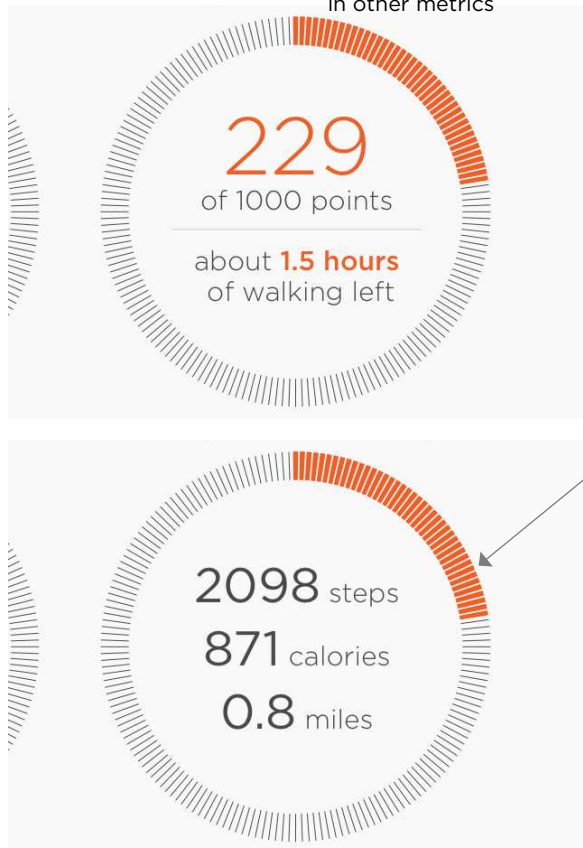 in other metrics
229
of 1000 points
about 1.5 hours
of walking left
2098 steps
871 calories
0.8 miles